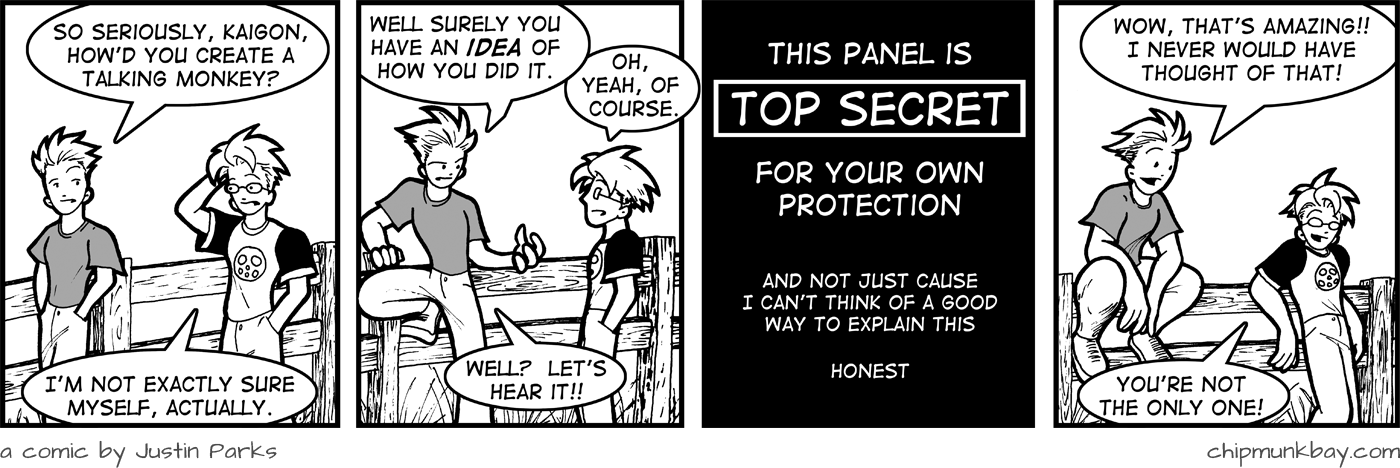 SO SERIOUSLY, KAIGON,
HOW'D YOU CREATE A
TALKING MONKEY?
I'M NOT EXACTLY SURE
MYSELF, ACTUALLY.
WELL SURELY YOU
HAVE AN IDEA OF
HOW YOU DID IT.
OH,
YEAH, OF
COURSE.
WELL? LET'S
HEAR IT!!
THIS PANEL IS
TOP SECRET
FOR YOUR OWN
PROTECTION
AND NOT JUST CAUSE
I CAN'T THINK OF A GOOD
WAY TO EXPLAIN THIS
HONEST
WOW, THAT'S AMAZING!!
I NEVER WOULD HAVE
THOUGHT OF THAT!
YOU'RE NOT
THE ONLY ONE!
a comic by Justin Parks
chipmunkbay.com